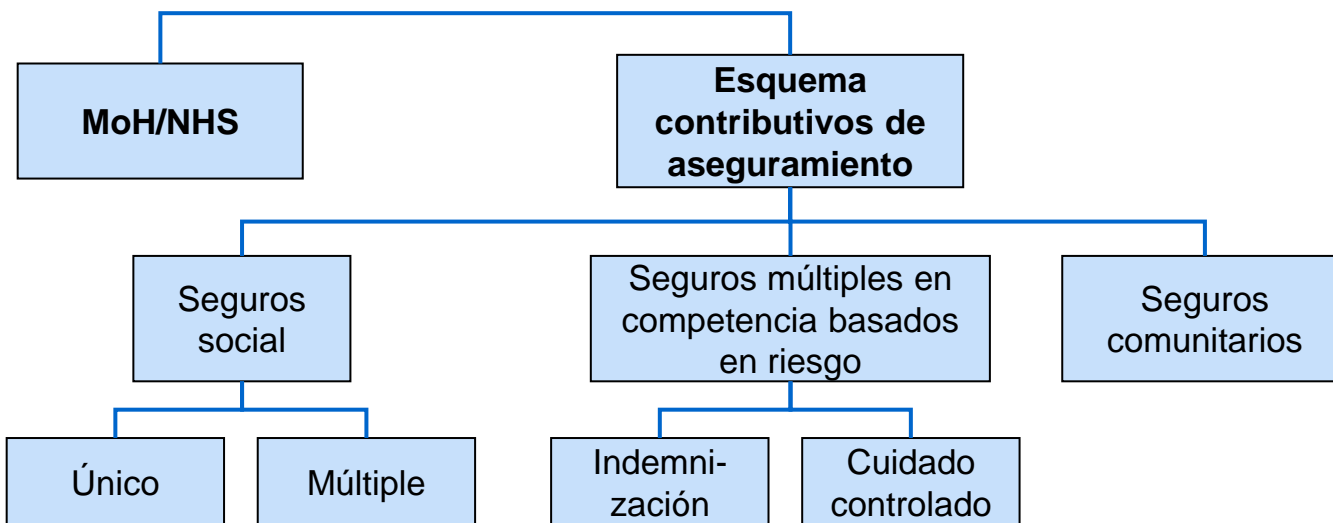 MoH/NHS
Esquema
contributivos de
aseguramiento
Seguros
social
Seguros múltiples en
competencia basados
en riesgo
Seguros
comunitarios
Único
Múltiple
Indemni-
zación
Cuidado
controlado